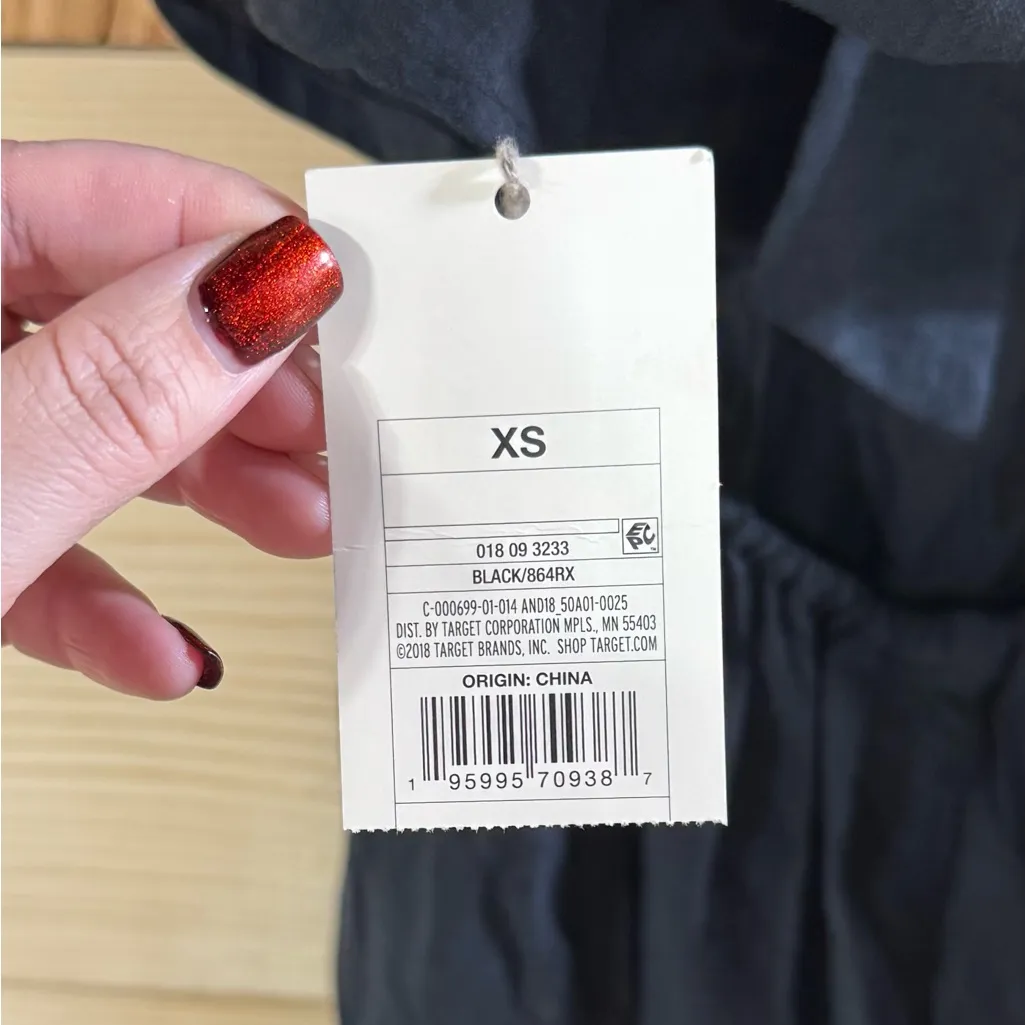 XS
EPC™
018 09 3233
BLACK/864RX
C-000699-01-014 AND18_50A01-0025
DIST. BY TARGET CORPORATION MPLS., MN 55403
©2018 TARGET BRANDS, INC. SHOP TARGET.COM
ORIGIN: CHINA
1 95995 70938 7